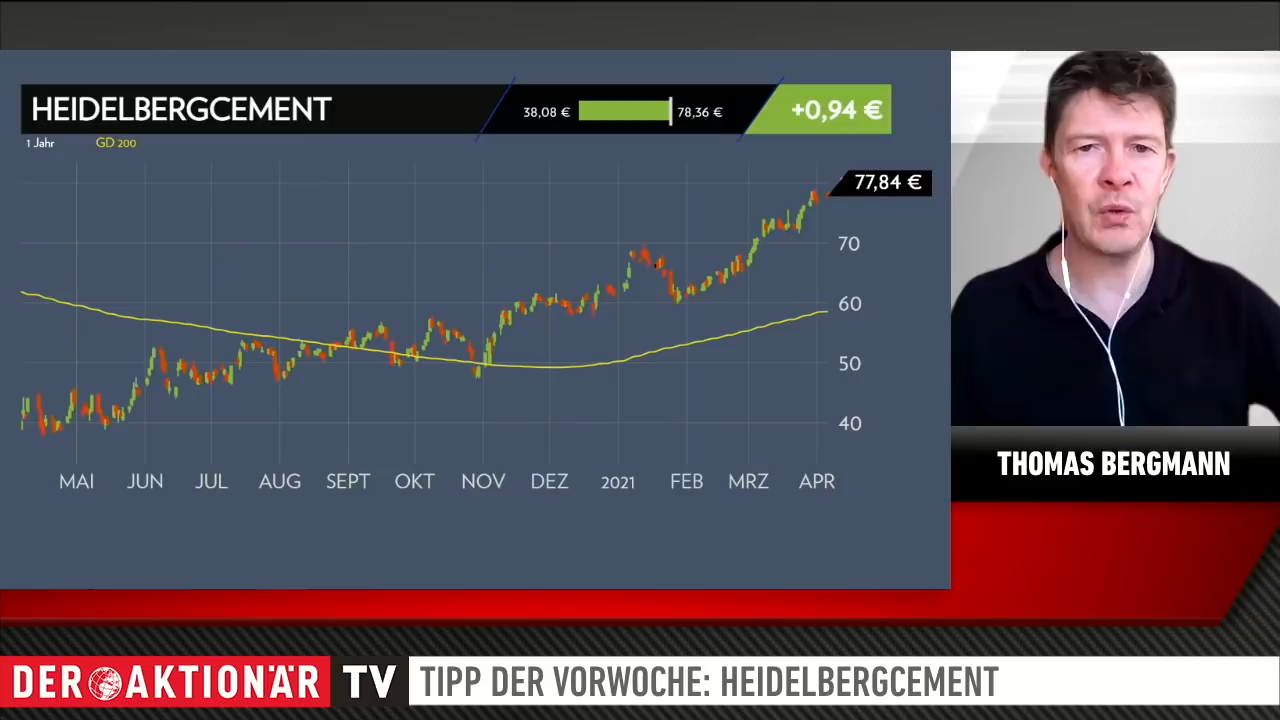 HEIDELBERGCEMENT
38,08 €
78,36 €
+0,94 €
1 Jahr
GD 200
77,84 €
70
60
50
40
MAI
JUN
JUL
AUG
SEPT
OKT
NOV
DEZ
2021
FEB
MRZ
APR
THOMAS BERGMANN
DER AKTIONÄR TV
TIPP DER VORWOCHE: HEIDELBERGCEMENT